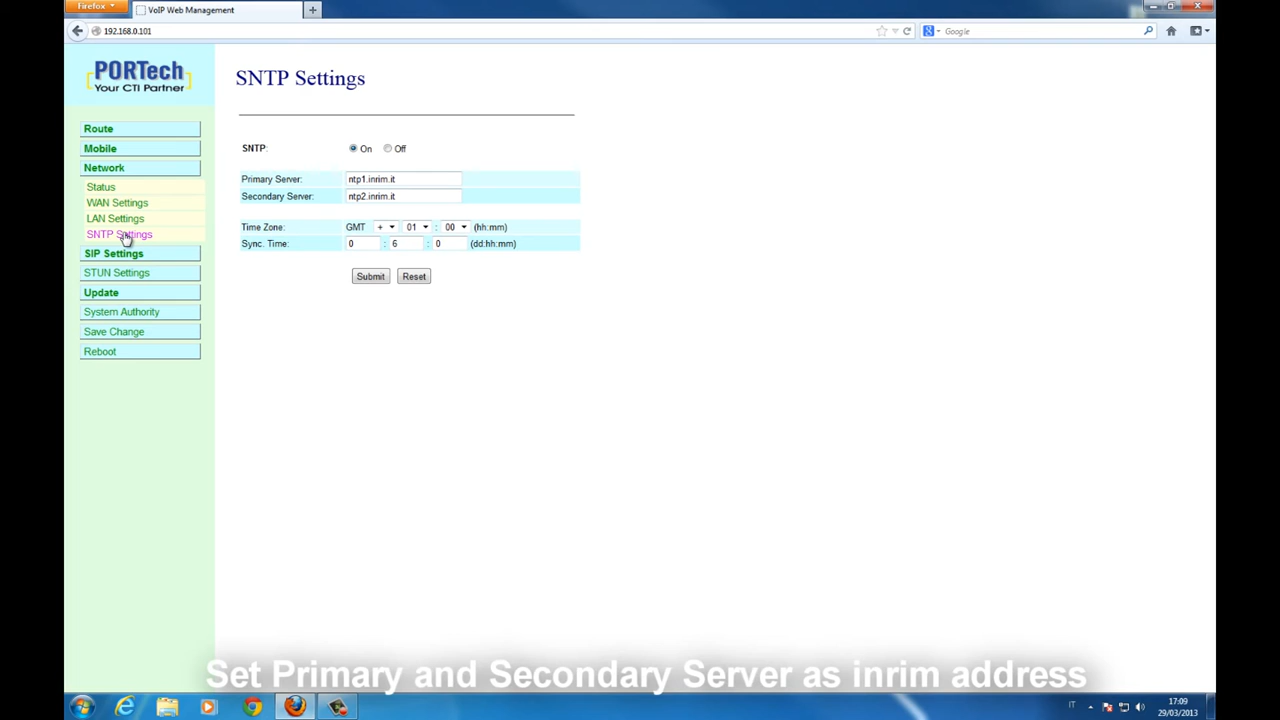 Firefox
VoIP Web Management
192.168.0.101
Google
PORTech
Your CTI Partner
Route
Mobile
Network
Status
WAN Settings
LAN Settings
SNTP Settings
SIP Settings
STUN Settings
Update
System Authority
Save Change
Reboot
SNTP Settings
SNTP: On Off
Primary Server: ntp1.inrim.it
Secondary Server: ntp2.inrim.it
Time Zone: GMT + 01 : 00 (hh:mm)
Sync. Time: 0 : 6 : 0 (dd:hh:mm)
Submit Reset
Set Primary and Secondary Server as inrim address
IT
17:09
29/03/2013